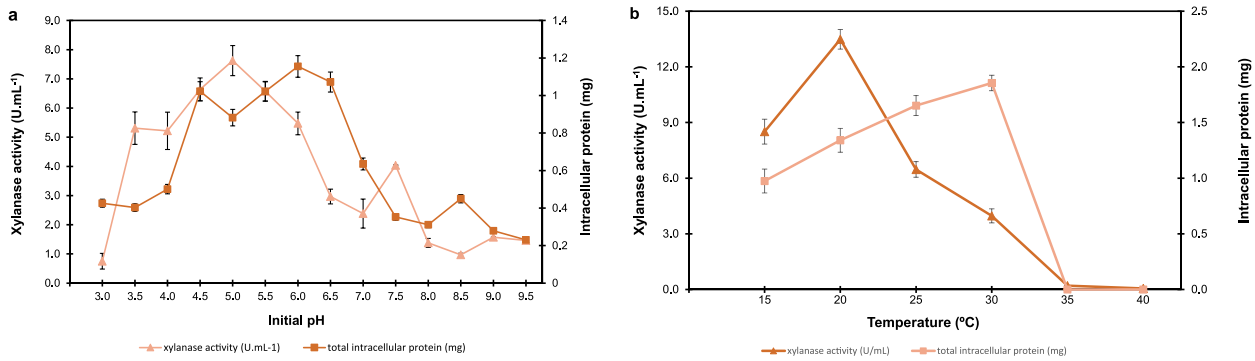 a
Xylanase activity (U.mL-1)
9.0
8.0
7.0
6.0
5.0
4.0
3.0
2.0
1.0
0.0
1,4
1,2
1
0,8
0,6
0,4
0,2
0
Intracellular protein (mg)
3.0 3.5 4.0 4.5 5.0 5.5 6.0 6.5 7.0 7.5 8.0 8.5 9.0 9.5
Initial pH
xylanase activity (U.mL-1) total intracellular protein (mg)
b
Xylanase activity (U.mL-1)
15.0
12.0
9.0
6.0
3.0
0.0
2.5
2.0
1.5
1.0
0,5
0,0
Intracellular protein (mg)
15 20 25 30 35 40
Temperature (ºC)
xylanase activity (U/mL) total intracellular protein (mg)